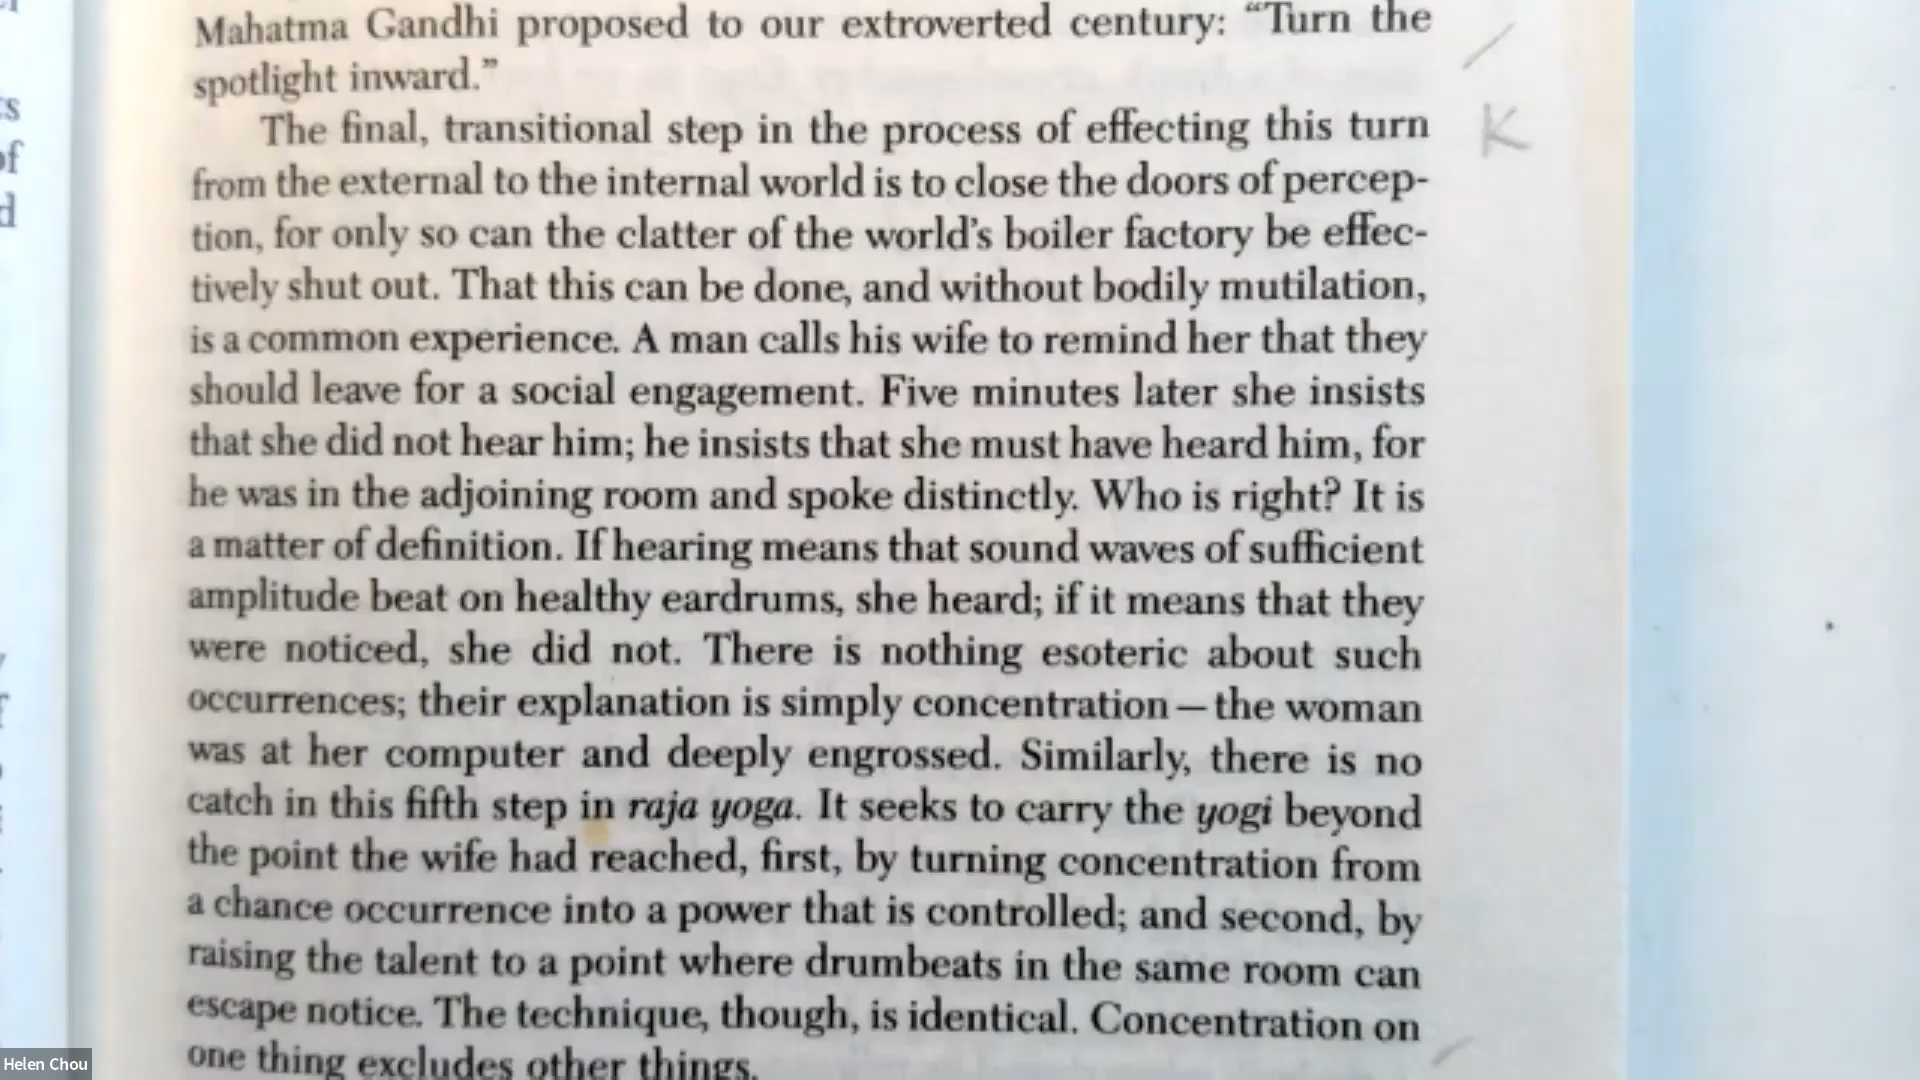 Mahatma Gandhi proposed to our extroverted century: “Turn the
spotlight inward.”
The final, transitional step in the process of effecting this turn
from the external to the internal world is to close the doors of percep-
tion, for only so can the clatter of the world’s boiler factory be effec-
tively shut out. That this can be done, and without bodily mutilation,
is a common experience. A man calls his wife to remind her that they
should leave for a social engagement. Five minutes later she insists
that she did not hear him; he insists that she must have heard him, for
he was in the adjoining room and spoke distinctly. Who is right? It is
a matter of definition. If hearing means that sound waves of sufficient
amplitude beat on healthy eardrums, she heard; if it means that they
were noticed, she did not. There is nothing esoteric about such
occurrences; their explanation is simply concentration—the woman
was at her computer and deeply engrossed. Similarly, there is no
catch in this fifth step in raja yoga. It seeks to carry the yogi beyond
the point the wife had reached, first, by turning concentration from
a chance occurrence into a power that is controlled; and second, by
raising the talent to a point where drumbeats in the same room can
escape notice. The technique, though, is identical. Concentration on
one thing excludes other things.
K
Helen Chou